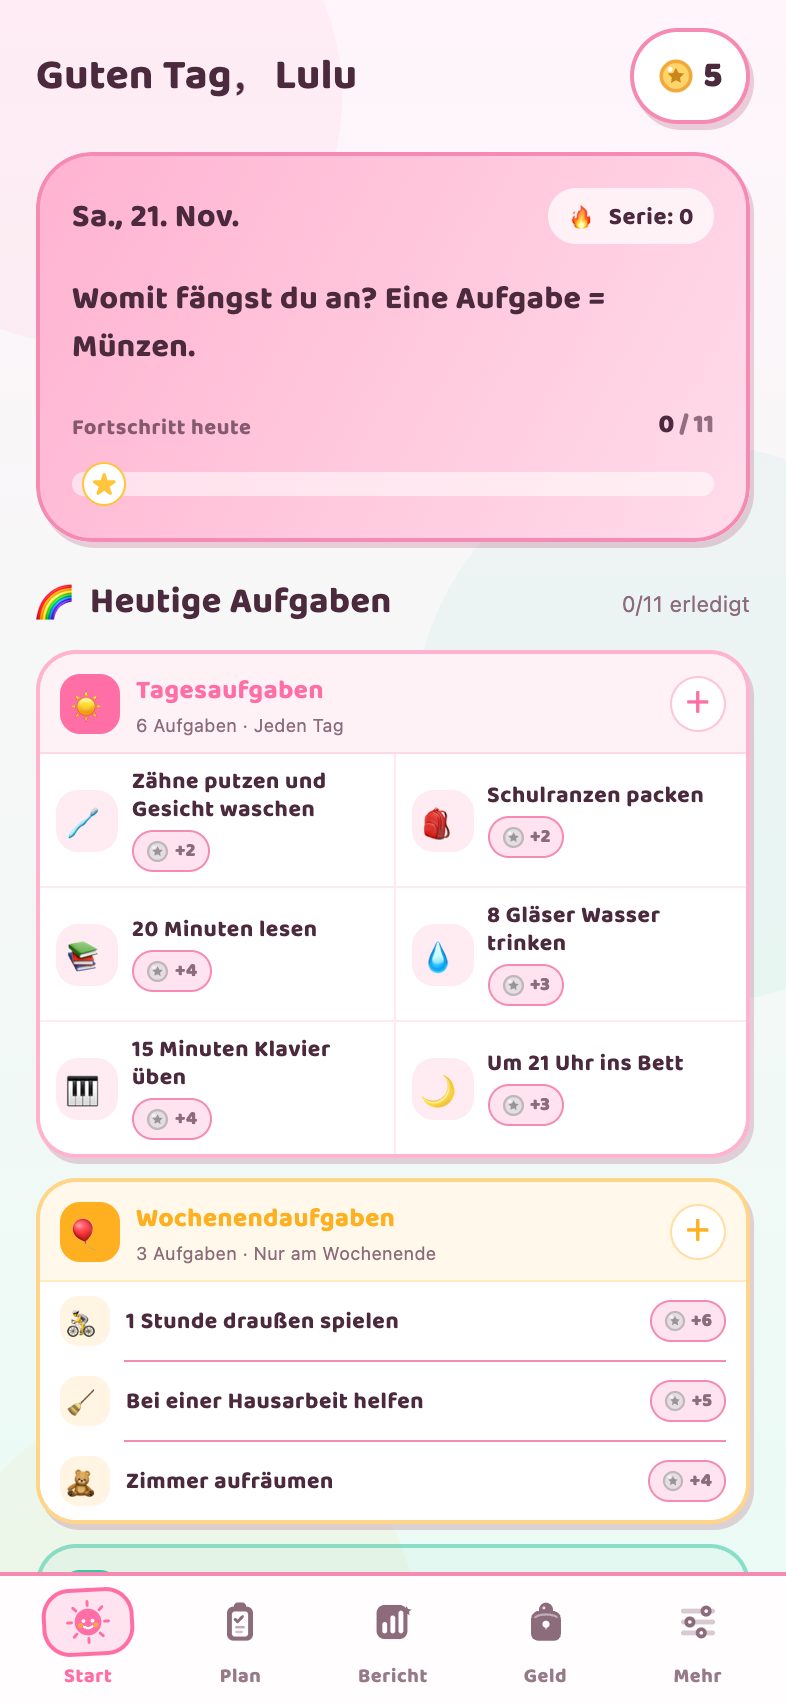 Guten Tag, Lulu
5
Sa., 21. Nov.
Serie: 0
Womit fängst du an? Eine Aufgabe =
Münzen.
Fortschritt heute
0 / 11
Heutige Aufgaben
0/11 erledigt
Tagesaufgaben
6 Aufgaben · Jeden Tag
Zähne putzen und
Gesicht waschen
+2
Schulranzen packen
+2
20 Minuten lesen
+4
8 Gläser Wasser
trinken
+3
15 Minuten Klavier
üben
+4
Um 21 Uhr ins Bett
+3
Wochenendaufgaben
3 Aufgaben · Nur am Wochenende
1 Stunde draußen spielen
+6
Bei einer Hausarbeit helfen
+5
Zimmer aufräumen
+4
Start
Plan
Bericht
Geld
Mehr